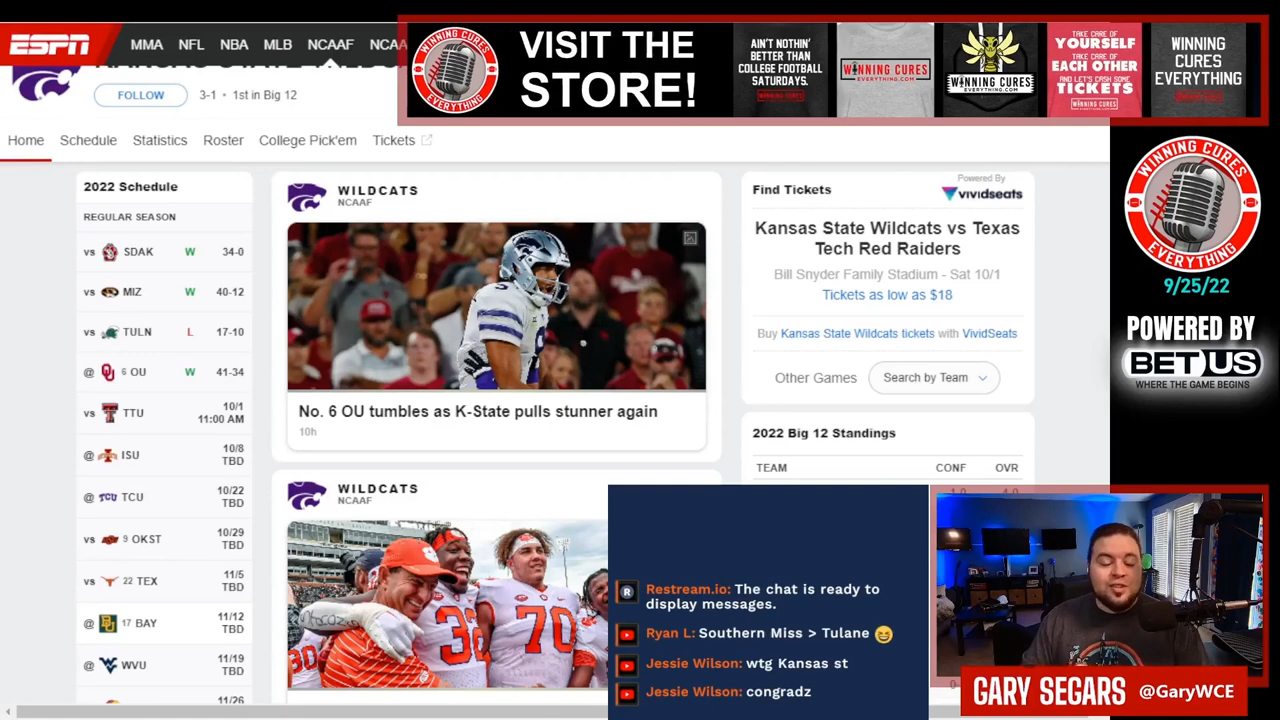 ESPN
MMA NFL NBA MLB NCAAF NCAA
FOLLOW 3-1 • 1st in Big 12
Home Schedule Statistics Roster College Pick'em Tickets
2022 Schedule
REGULAR SEASON
vs SDAK W 34-0
vs MIZ W 40-12
vs TULN L 17-10
@ OU 6 OU W 41-34
vs TTU 10/1
11:00 AM
@ ISU 10/8
TBD
@ TCU TCU 10/22
TBD
vs 9 OKST 10/29
TBD
vs 22 TEX 11/5
TBD
@ 17 BAY 11/12
TBD
@ WVU 11/19
TBD
11/26
WILDCATS
NCAAF
No. 6 OU tumbles as K-State pulls stunner again
10h
WILDCATS
NCAAF
38
70
Find Tickets
Powered By
vividseats
Kansas State Wildcats vs Texas
Tech Red Raiders
Bill Snyder Family Stadium - Sat 10/1
Tickets as low as $18
Buy Kansas State Wildcats tickets with VividSeats
Other Games Search by Team
2022 Big 12 Standings
TEAM CONF OVR
WINNING CURES
EVERYTHING
VISIT THE
STORE!
AIN'T NOTHIN'
BETTER THAN
COLLEGE FOOTBALL
SATURDAYS.
WINNING CURES
WINNING CURES
EVERYTHING.COM
TAKE CARE OF
YOURSELF
TAKE CARE OF
EACH OTHER
AND LET'S CASH SOME
TICKETS
WINNING CURES
WINNING
CURES
EVERYTHING
WINNING CURES
EVERYTHING
9/25/22
POWERED BY
BETUS
WHERE THE GAME BEGINS
Restream.io: The chat is ready to
display messages.
Ryan L: Southern Miss > Tulane 😆
Jessie Wilson: wtg Kansas st
Jessie Wilson: congradz
GARY SEGARS @GaryWCE